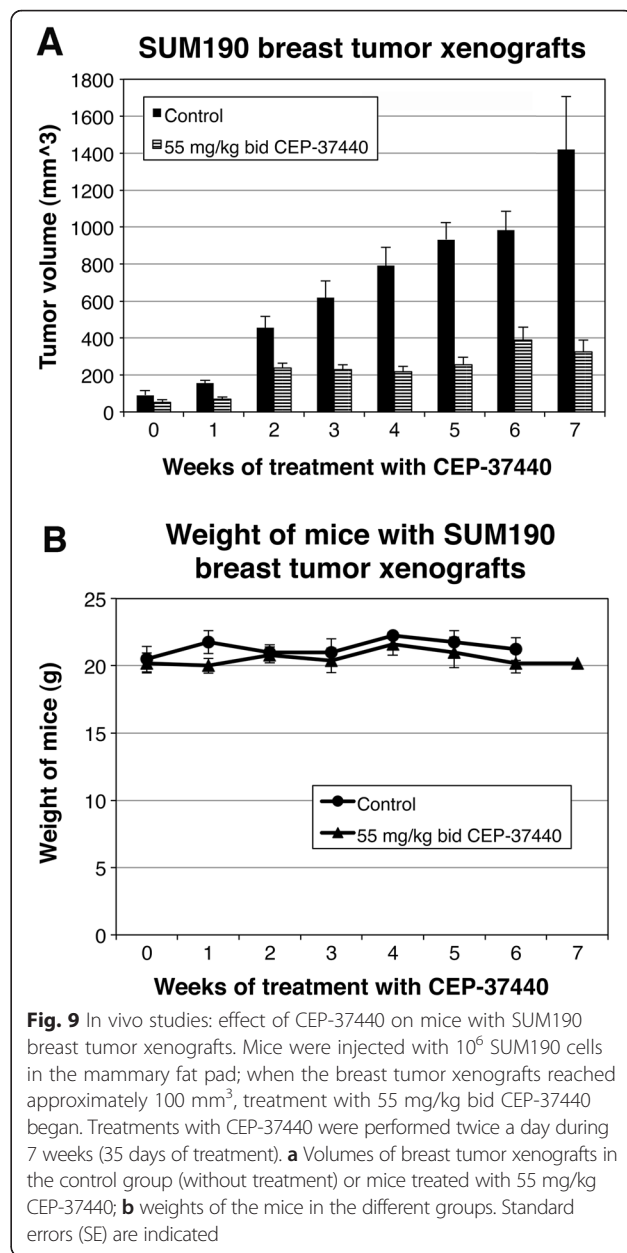 A
SUM190 breast tumor xenografts
Control
55 mg/kg bid CEP-37440
Tumor volume (mm^3)
1800
1600
1400
1200
1000
800
600
400
200
0
0 1 2 3 4 5 6 7
Weeks of treatment with CEP-37440
B
Weight of mice with SUM190
breast tumor xenografts
Weight of mice (g)
25
20
15
10
5
0
Control
55 mg/kg bid CEP-37440
0 1 2 3 4 5 6 7
Weeks of treatment with CEP-37440
Fig. 9 In vivo studies: effect of CEP-37440 on mice with SUM190
breast tumor xenografts. Mice were injected with 10⁶ SUM190 cells
in the mammary fat pad; when the breast tumor xenografts reached
approximately 100 mm³, treatment with 55 mg/kg bid CEP-37440
began. Treatments with CEP-37440 were performed twice a day during
7 weeks (35 days of treatment). a Volumes of breast tumor xenografts in
the control group (without treatment) or mice treated with 55 mg/kg
CEP-37440; b weights of the mice in the different groups. Standard
errors (SE) are indicated